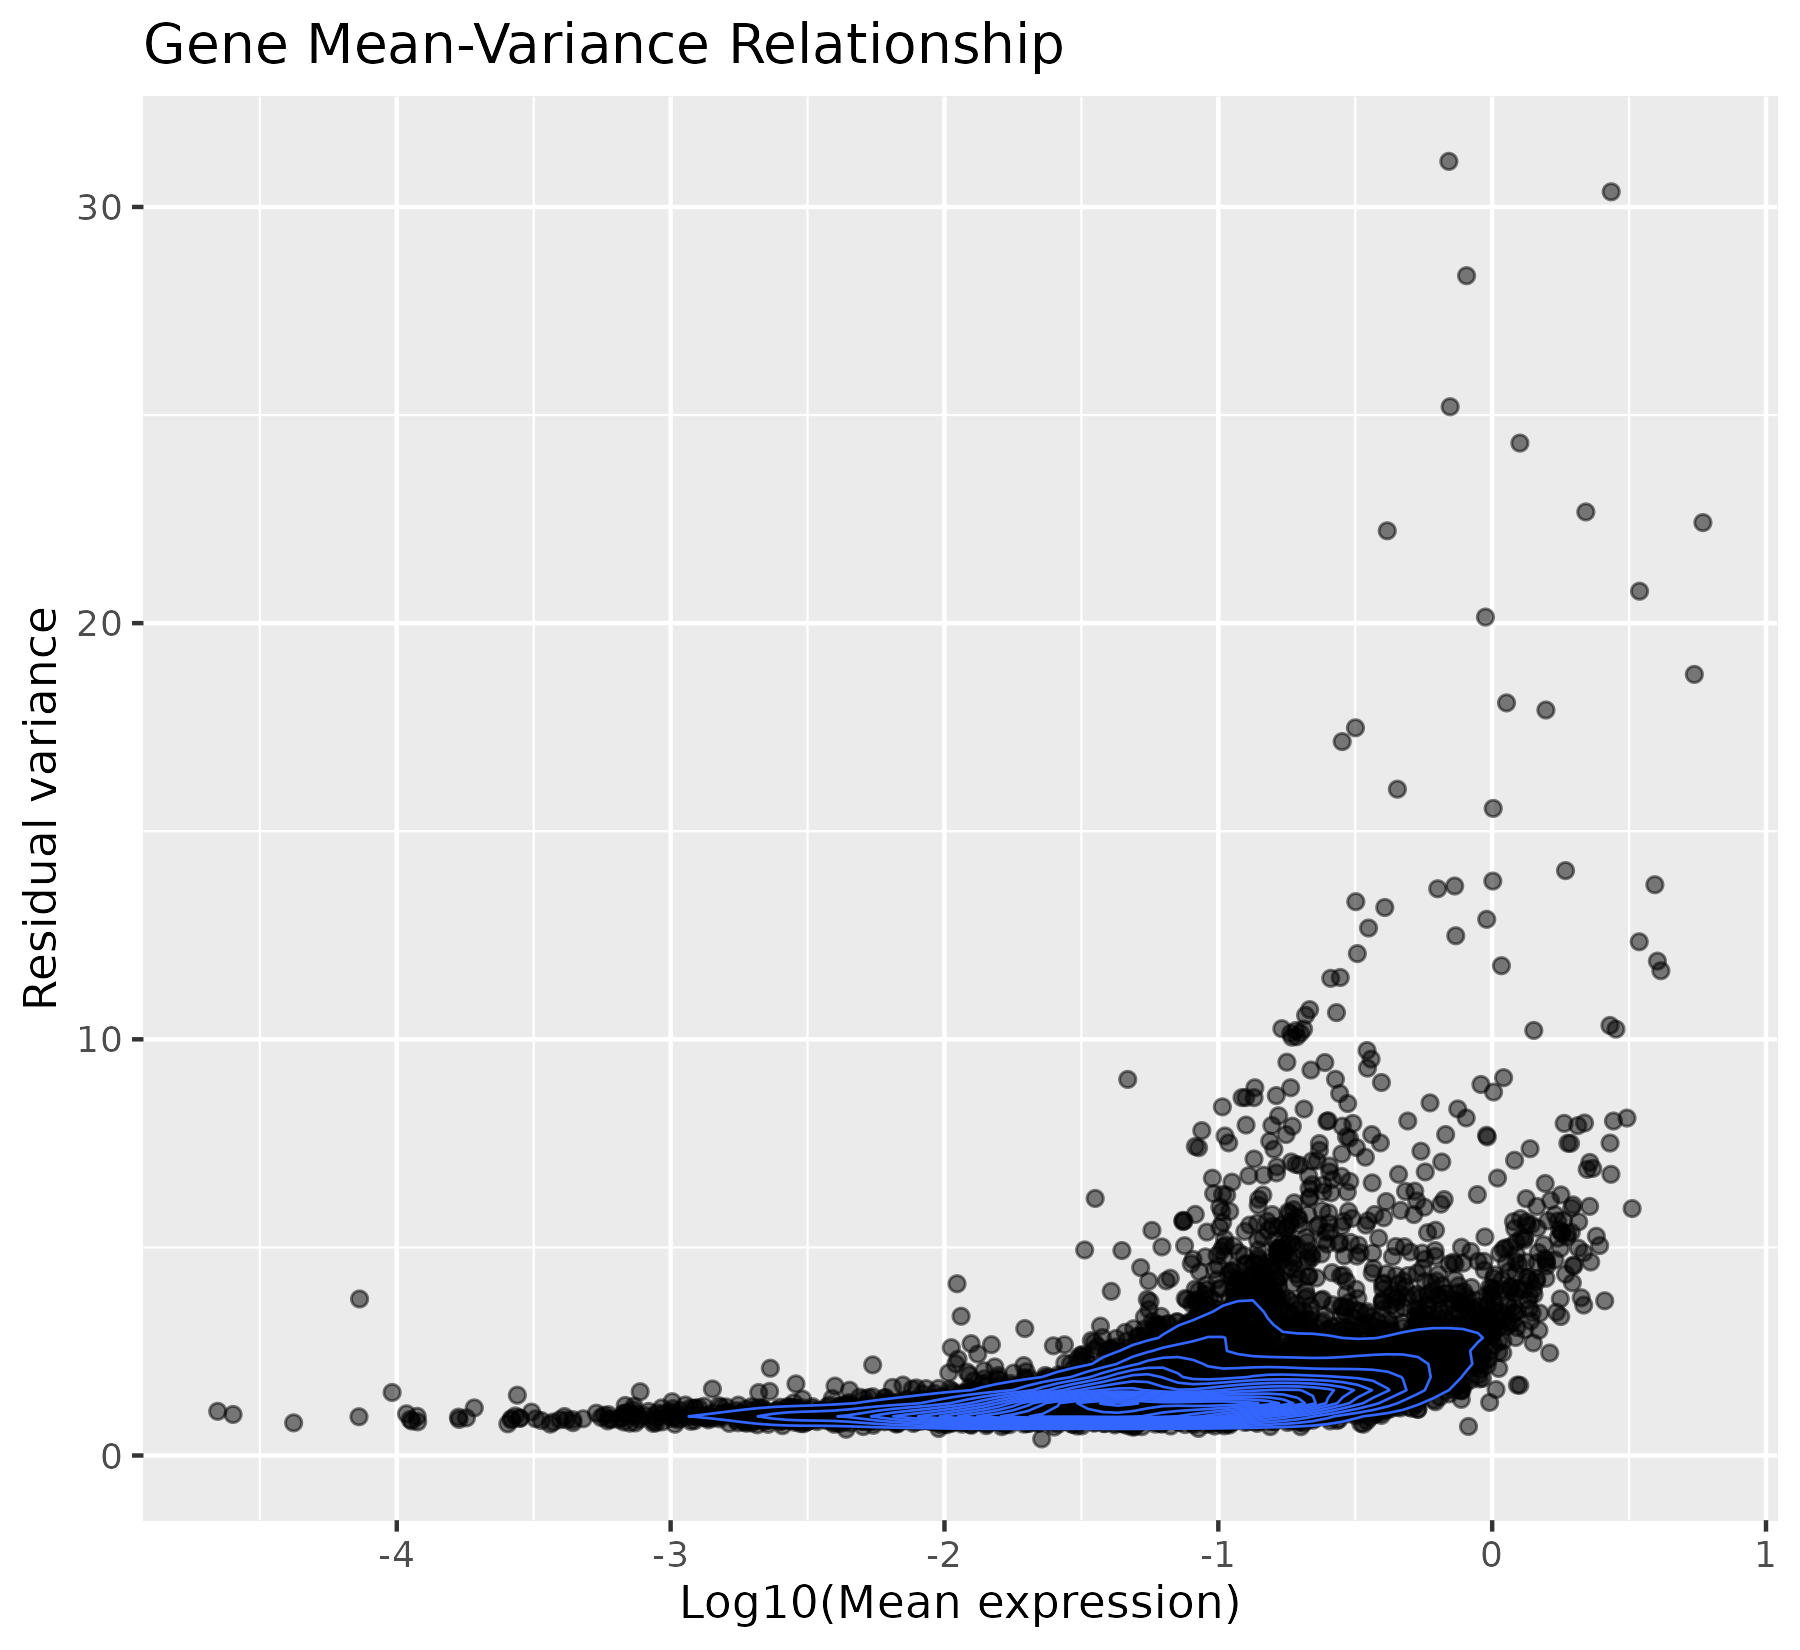 Gene Mean-Variance Relationship
Residual variance
30
20
10
0
-4 -3 -2 -1 0 1
Log10(Mean expression)